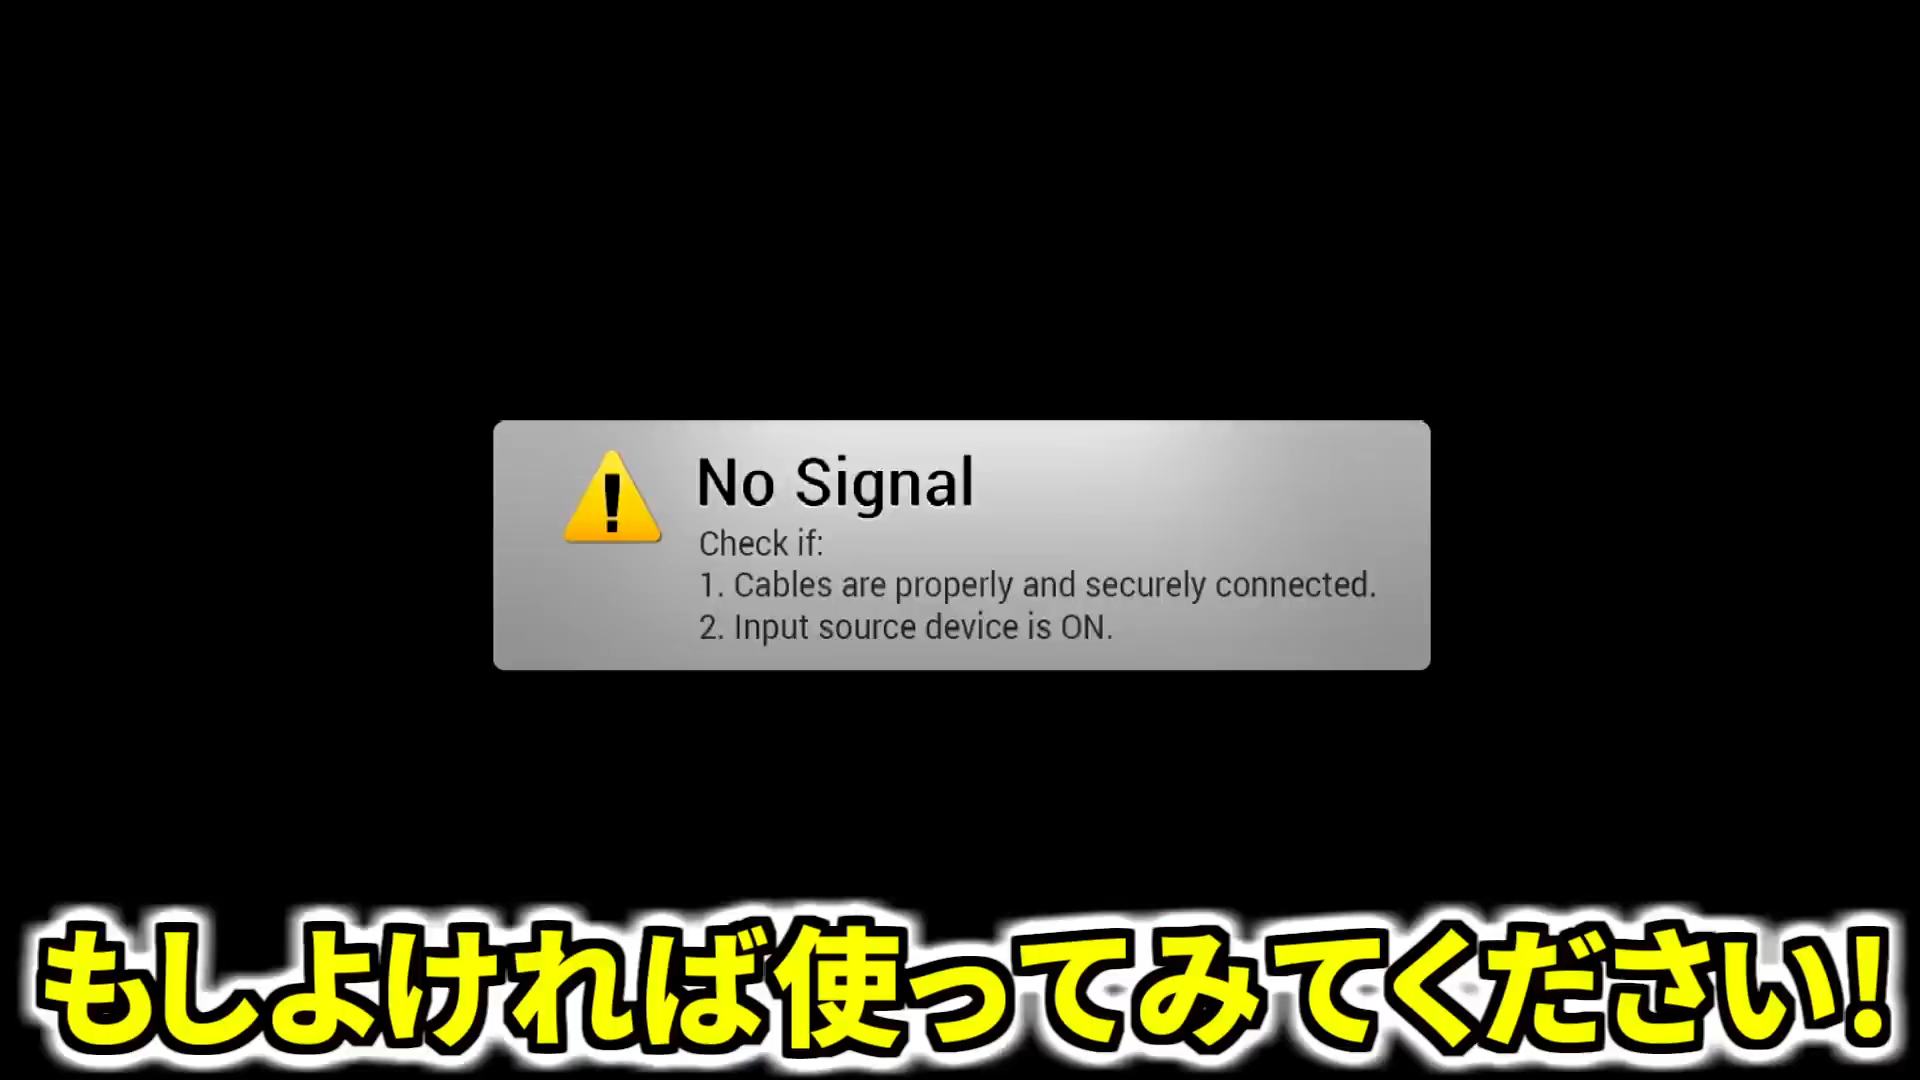 No Signal
Check if:
1. Cables are properly and securely connected.
2. Input source device is ON.
もしよければ使ってみてください!